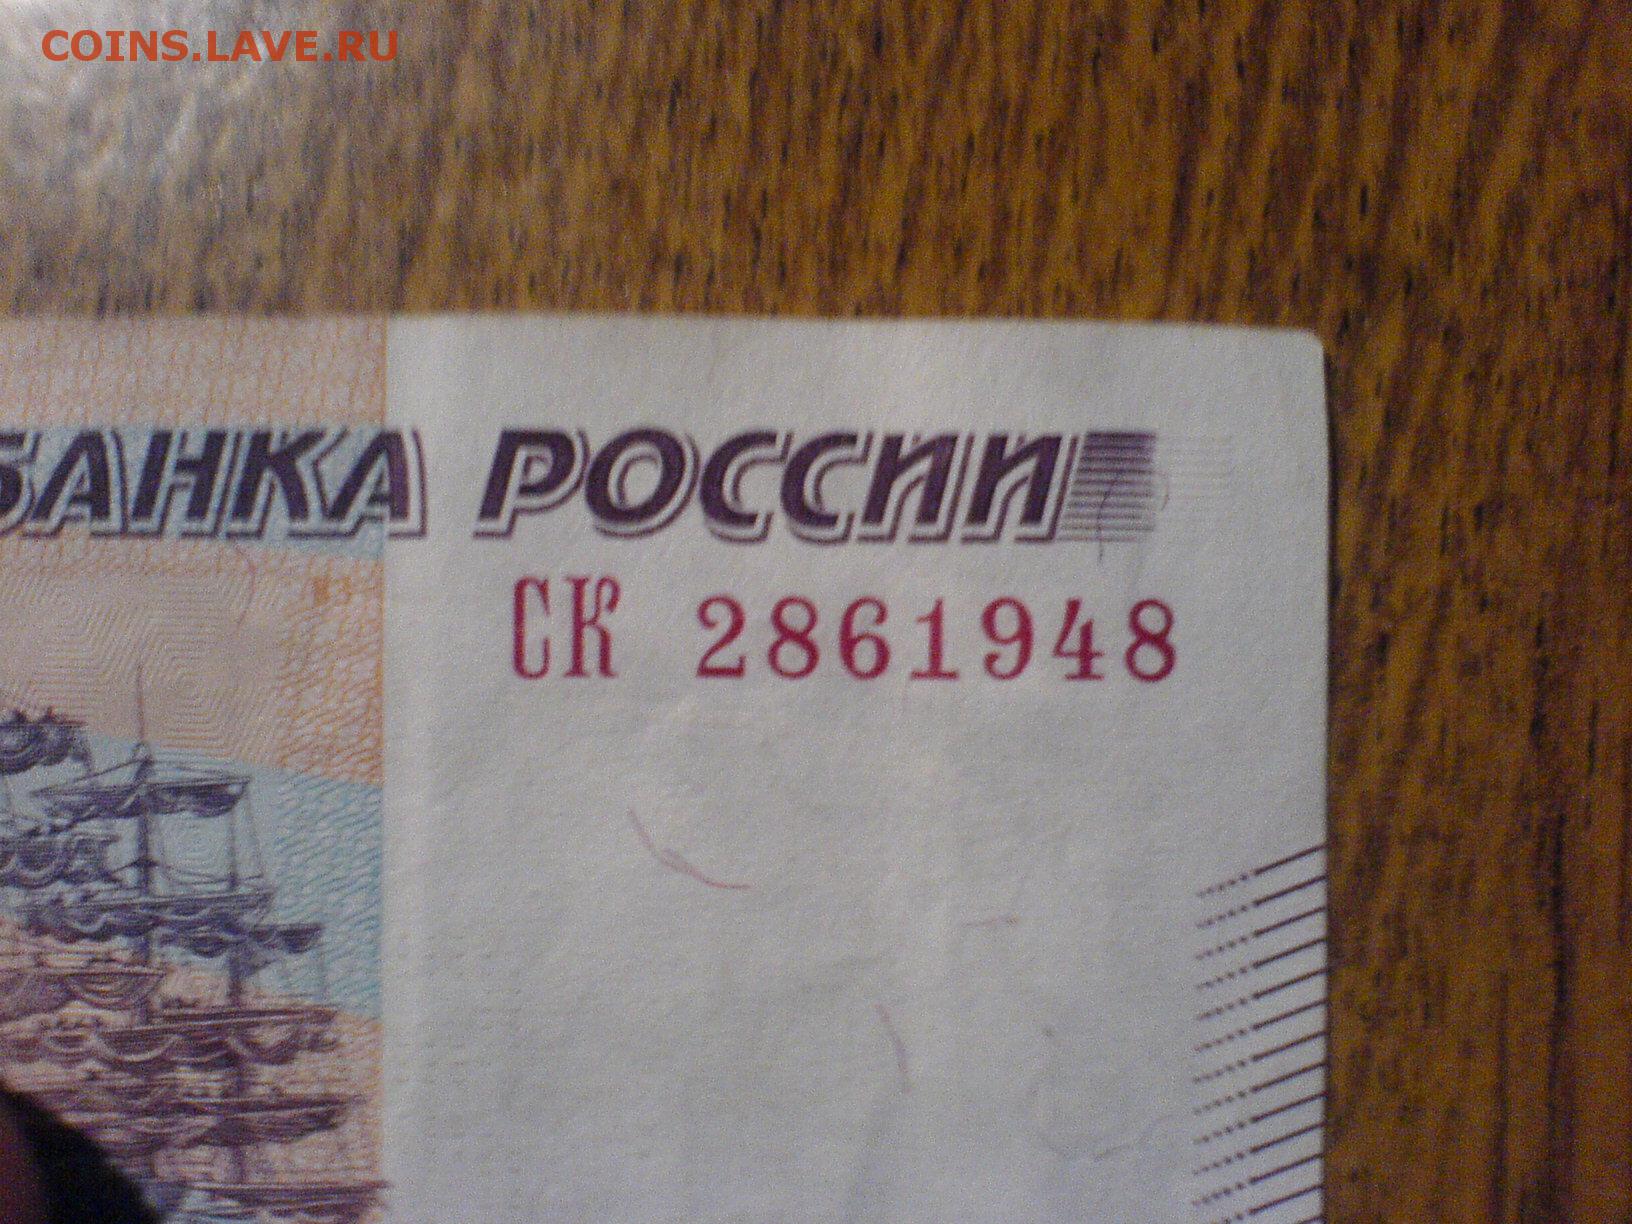 COINS.LAVE.RU
БАНКА РОССИИ
СК 2861948